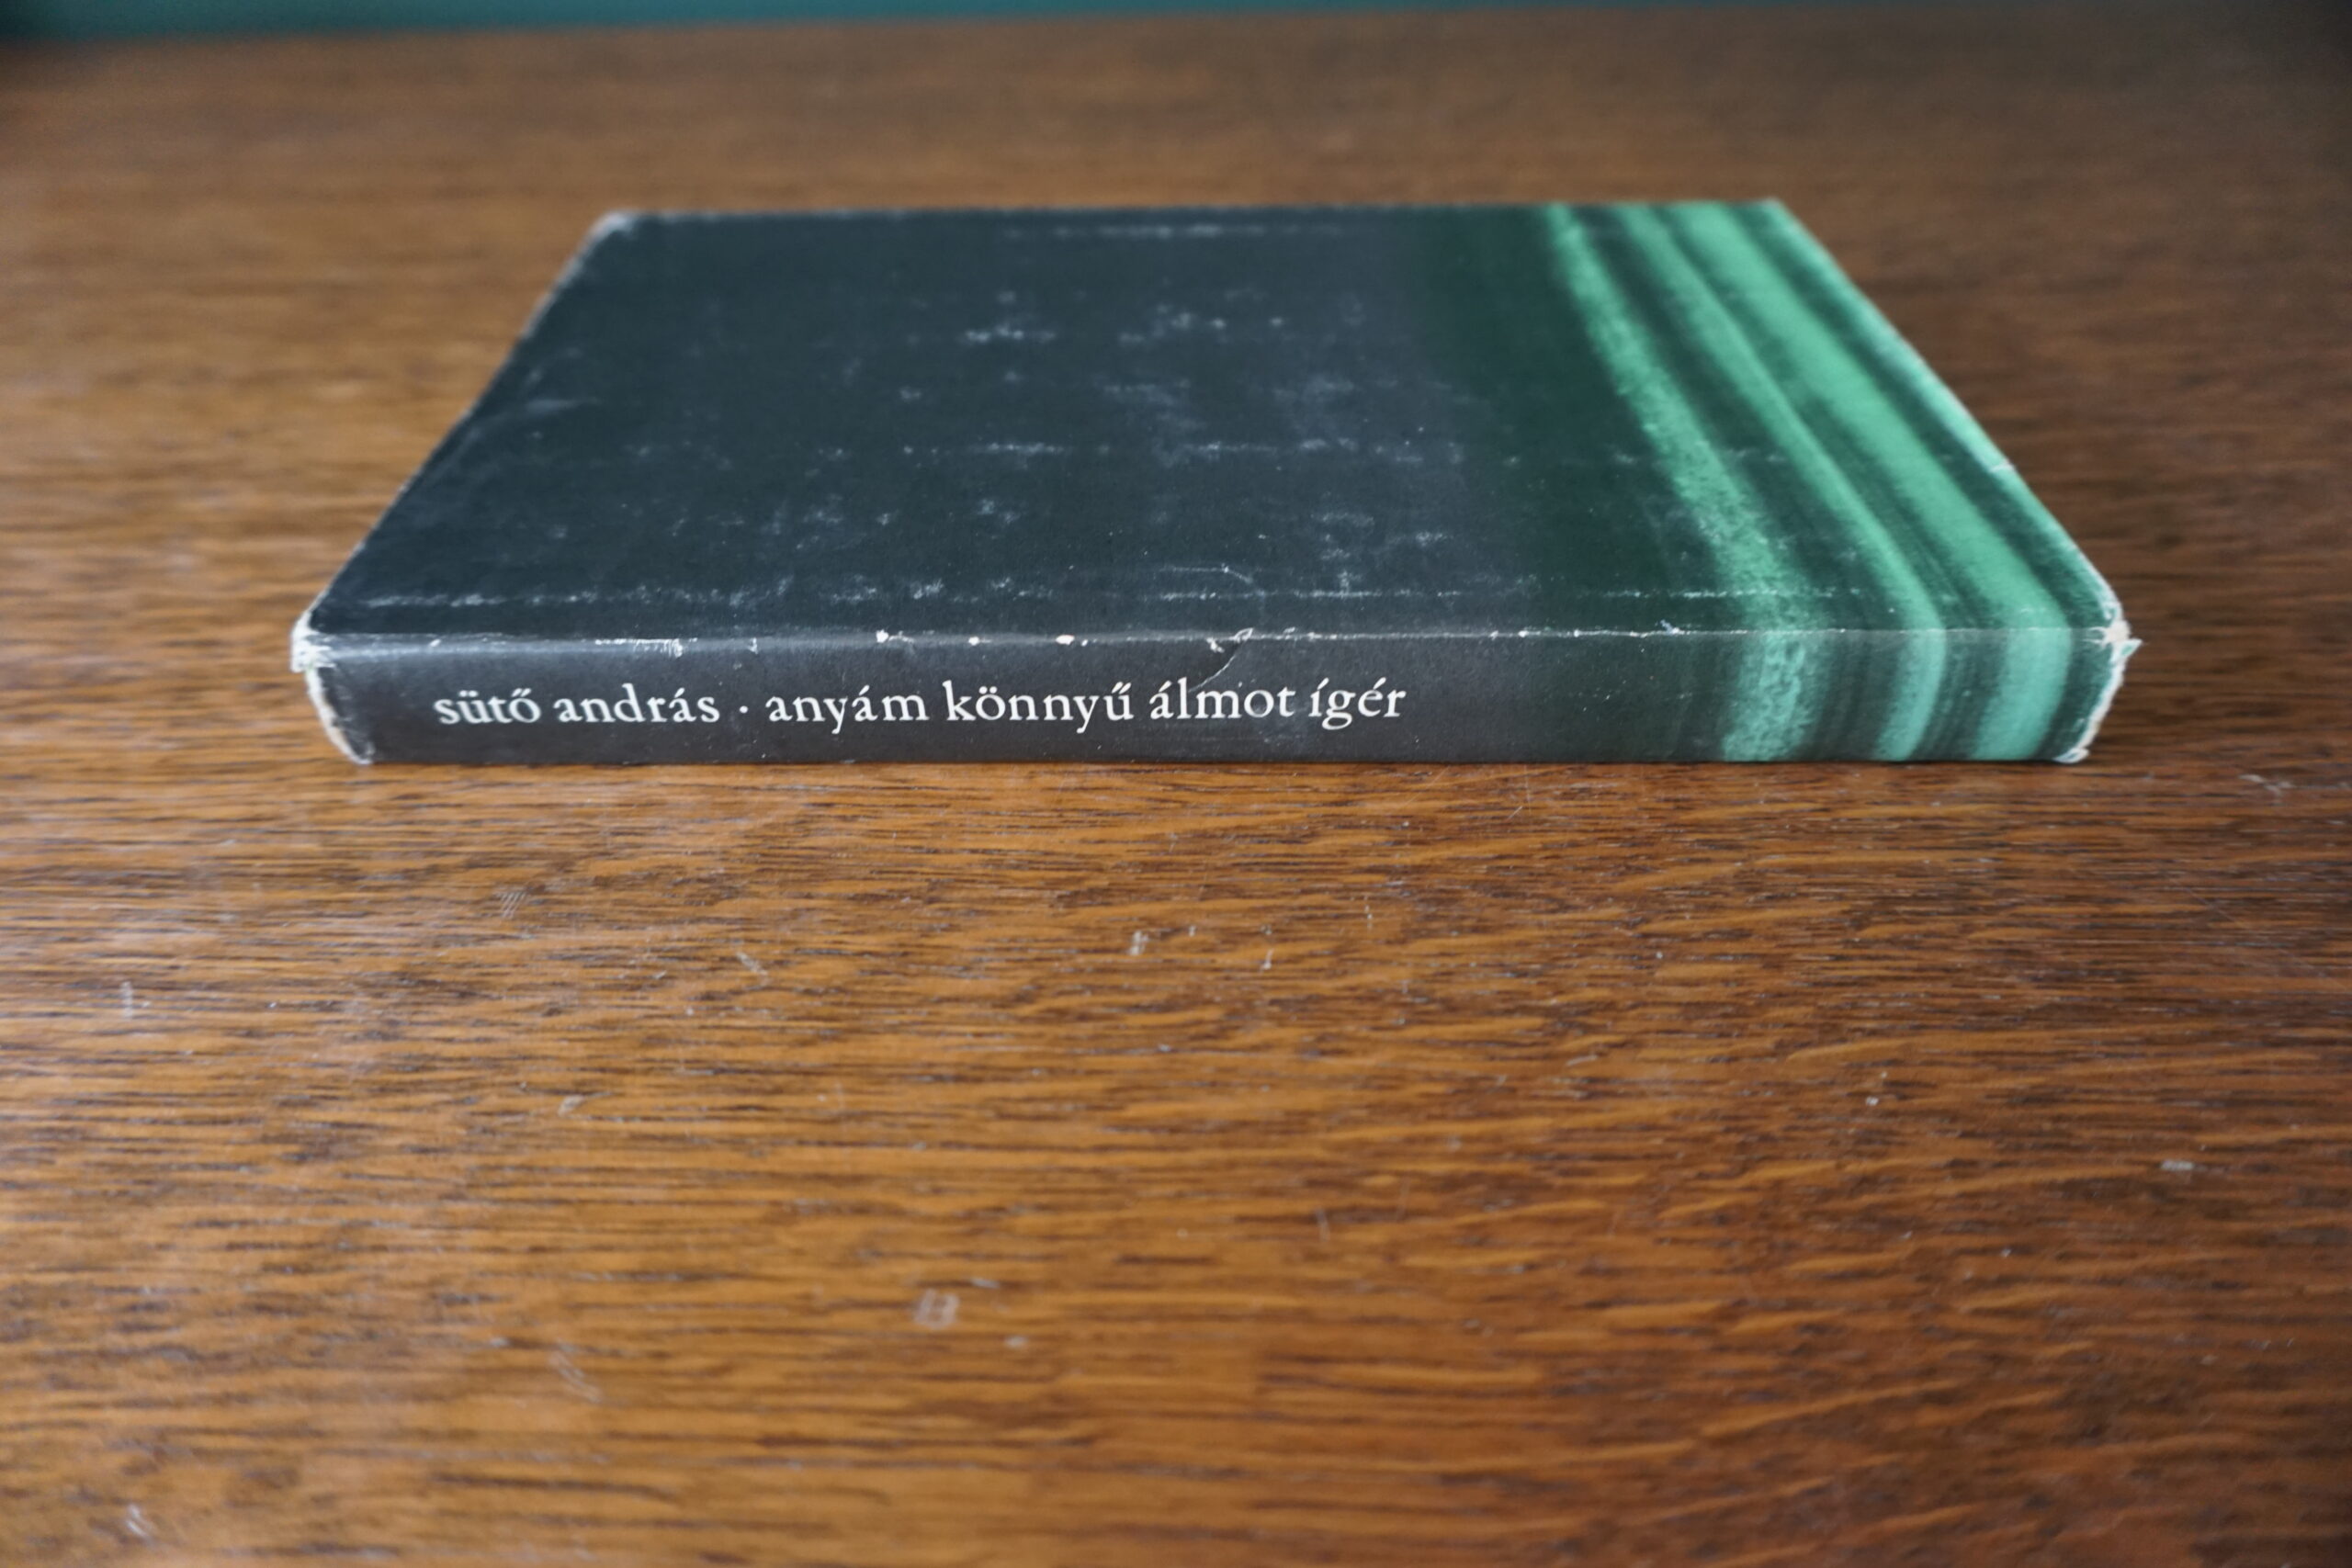 sütő andrás · anyám könnyű álmot ígér